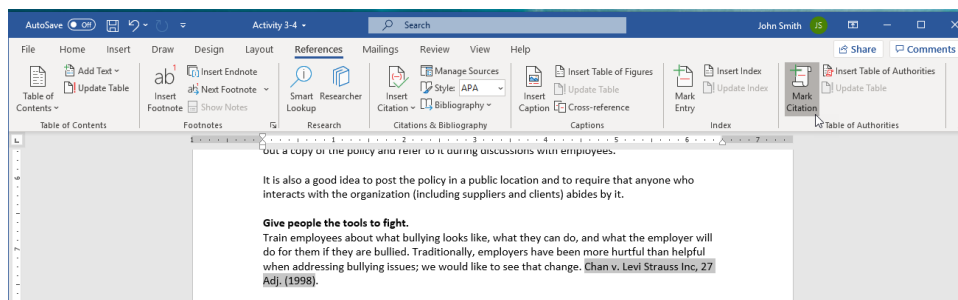 AutoSave Off Activity 3-4 Search John Smith JS
File Home Insert Draw Design Layout References Mailings Review View Help Share Comments
Table of Contents
Add Text
Update Table
Table of Contents
ab1 Insert Footnote
Insert Endnote
Next Footnote
Show Notes
Footnotes
Smart Lookup
Researcher
Research
Insert Citation
Manage Sources
Style: APA
Bibliography
Citations & Bibliography
Insert Caption
Insert Table of Figures
Update Table
Cross-reference
Captions
Mark Entry
Insert Index
Update Index
Index
Mark Citation
Insert Table of Authorities
Update Table
Table of Authorities
1 1 2 3 4 5 6 7
out a copy of the policy and refer to it during discussions with employees.
It is also a good idea to post the policy in a public location and to require that anyone who
interacts with the organization (including suppliers and clients) abides by it.
Give people the tools to fight.
Train employees about what bullying looks like, what they can do, and what the employer will
do for them if they are bullied. Traditionally, employers have been more hurtful than helpful
when addressing bullying issues; we would like to see that change. Chan v. Levi Strauss Inc, 27
Adj. (1998).